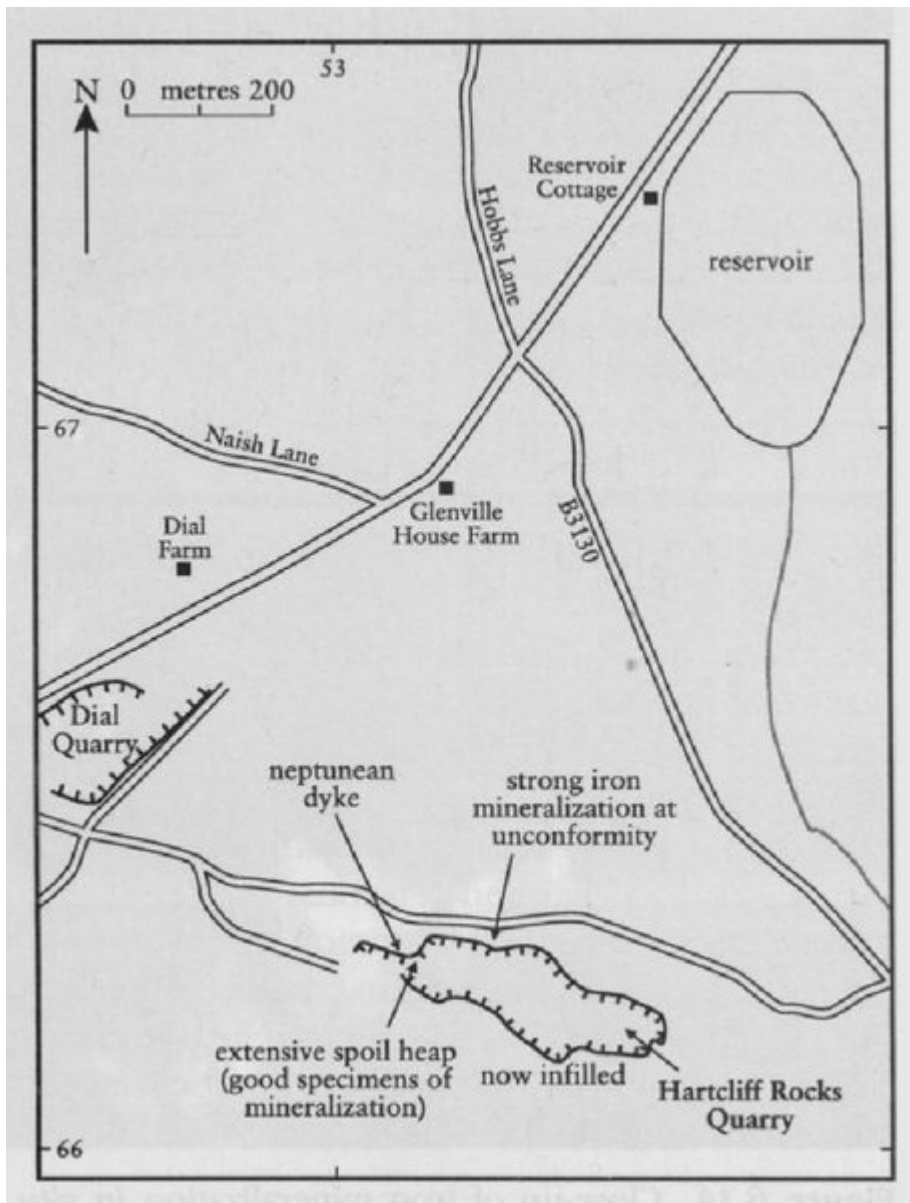 53
N 0 metres 200
Reservoir
Cottage
Hobbs Lane
reservoir
67
Naish Lane
Glenville
House Farm
Dial
Farm
B3130
Dial
Quarry
neptunean
dyke
strong iron
mineralization at
unconformity
extensive spoil heap
(good specimens of
mineralization)
now infilled
Hartcliff Rocks
Quarry
66